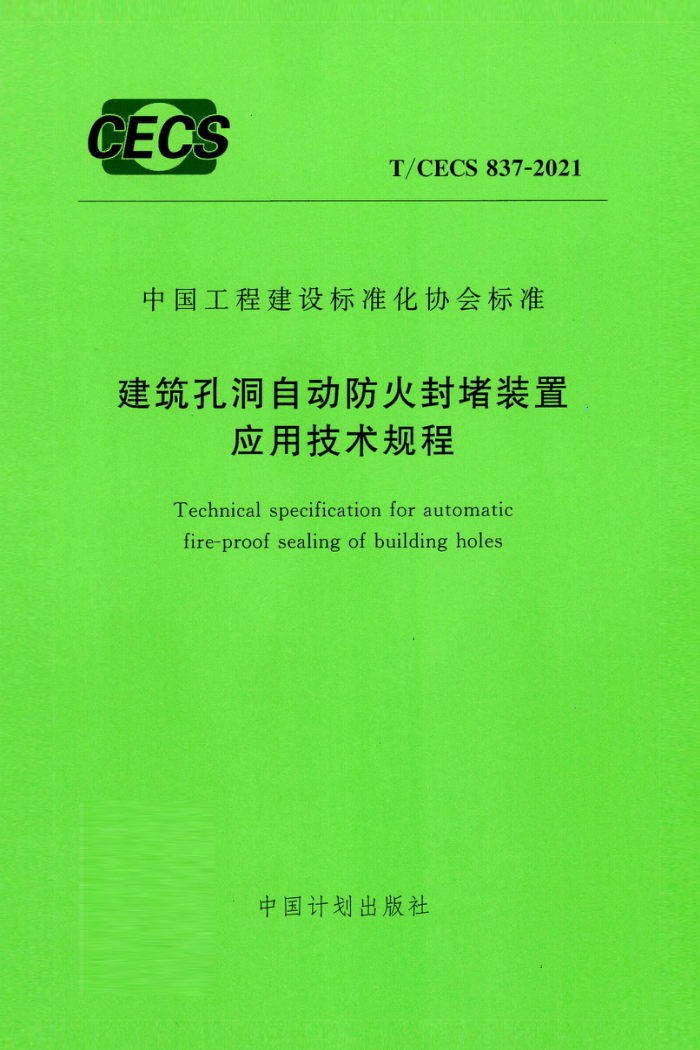 CECS
T/CECS 837-2021
中国工程建设标准化协会标准
建筑孔洞自动防火封堵装置
应用技术规程
Technical specification for automatic
fire-proof sealing of building holes
中国计划出版社